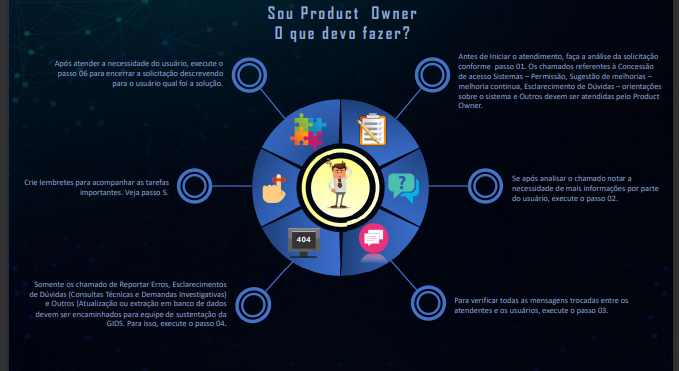 Sou Product Owner
O que devo fazer?
Antes de Iniciar o atendimento, faça a análise da solicitação
conforme passo 01. Os chamados referentes à Concessão
de acesso Sistemas – Permissão, Sugestão de melhorias –
melhoria continua, Esclarecimento de Dúvidas – orientações
sobre o sistema e Outros devem ser atendidas pelo Product
Owner.
Se após analisar o chamado notar a
necessidade de mais informações por parte
do usuário, execute o passo 02.
Para verificar todas as mensagens trocadas entre os
atendentes e os usuários, execute o passo 03.
Somente os chamado de Reportar Erros, Esclarecimentos
de Dúvidas (Consultas Técnicas e Demandas Investigativas)
e Outros (Atualização ou extração em banco de dados
devem ser encaminhados para equipe de sustentação da
GIDS. Para isso, execute o passo 04.
404
Crie lembretes para acompanhar as tarefas
importantes. Veja passo 5.
Após atender a necessidade do usuário, execute o
passo 06 para encerrar a solicitação descrevendo
para o usuário qual foi a solução.
?